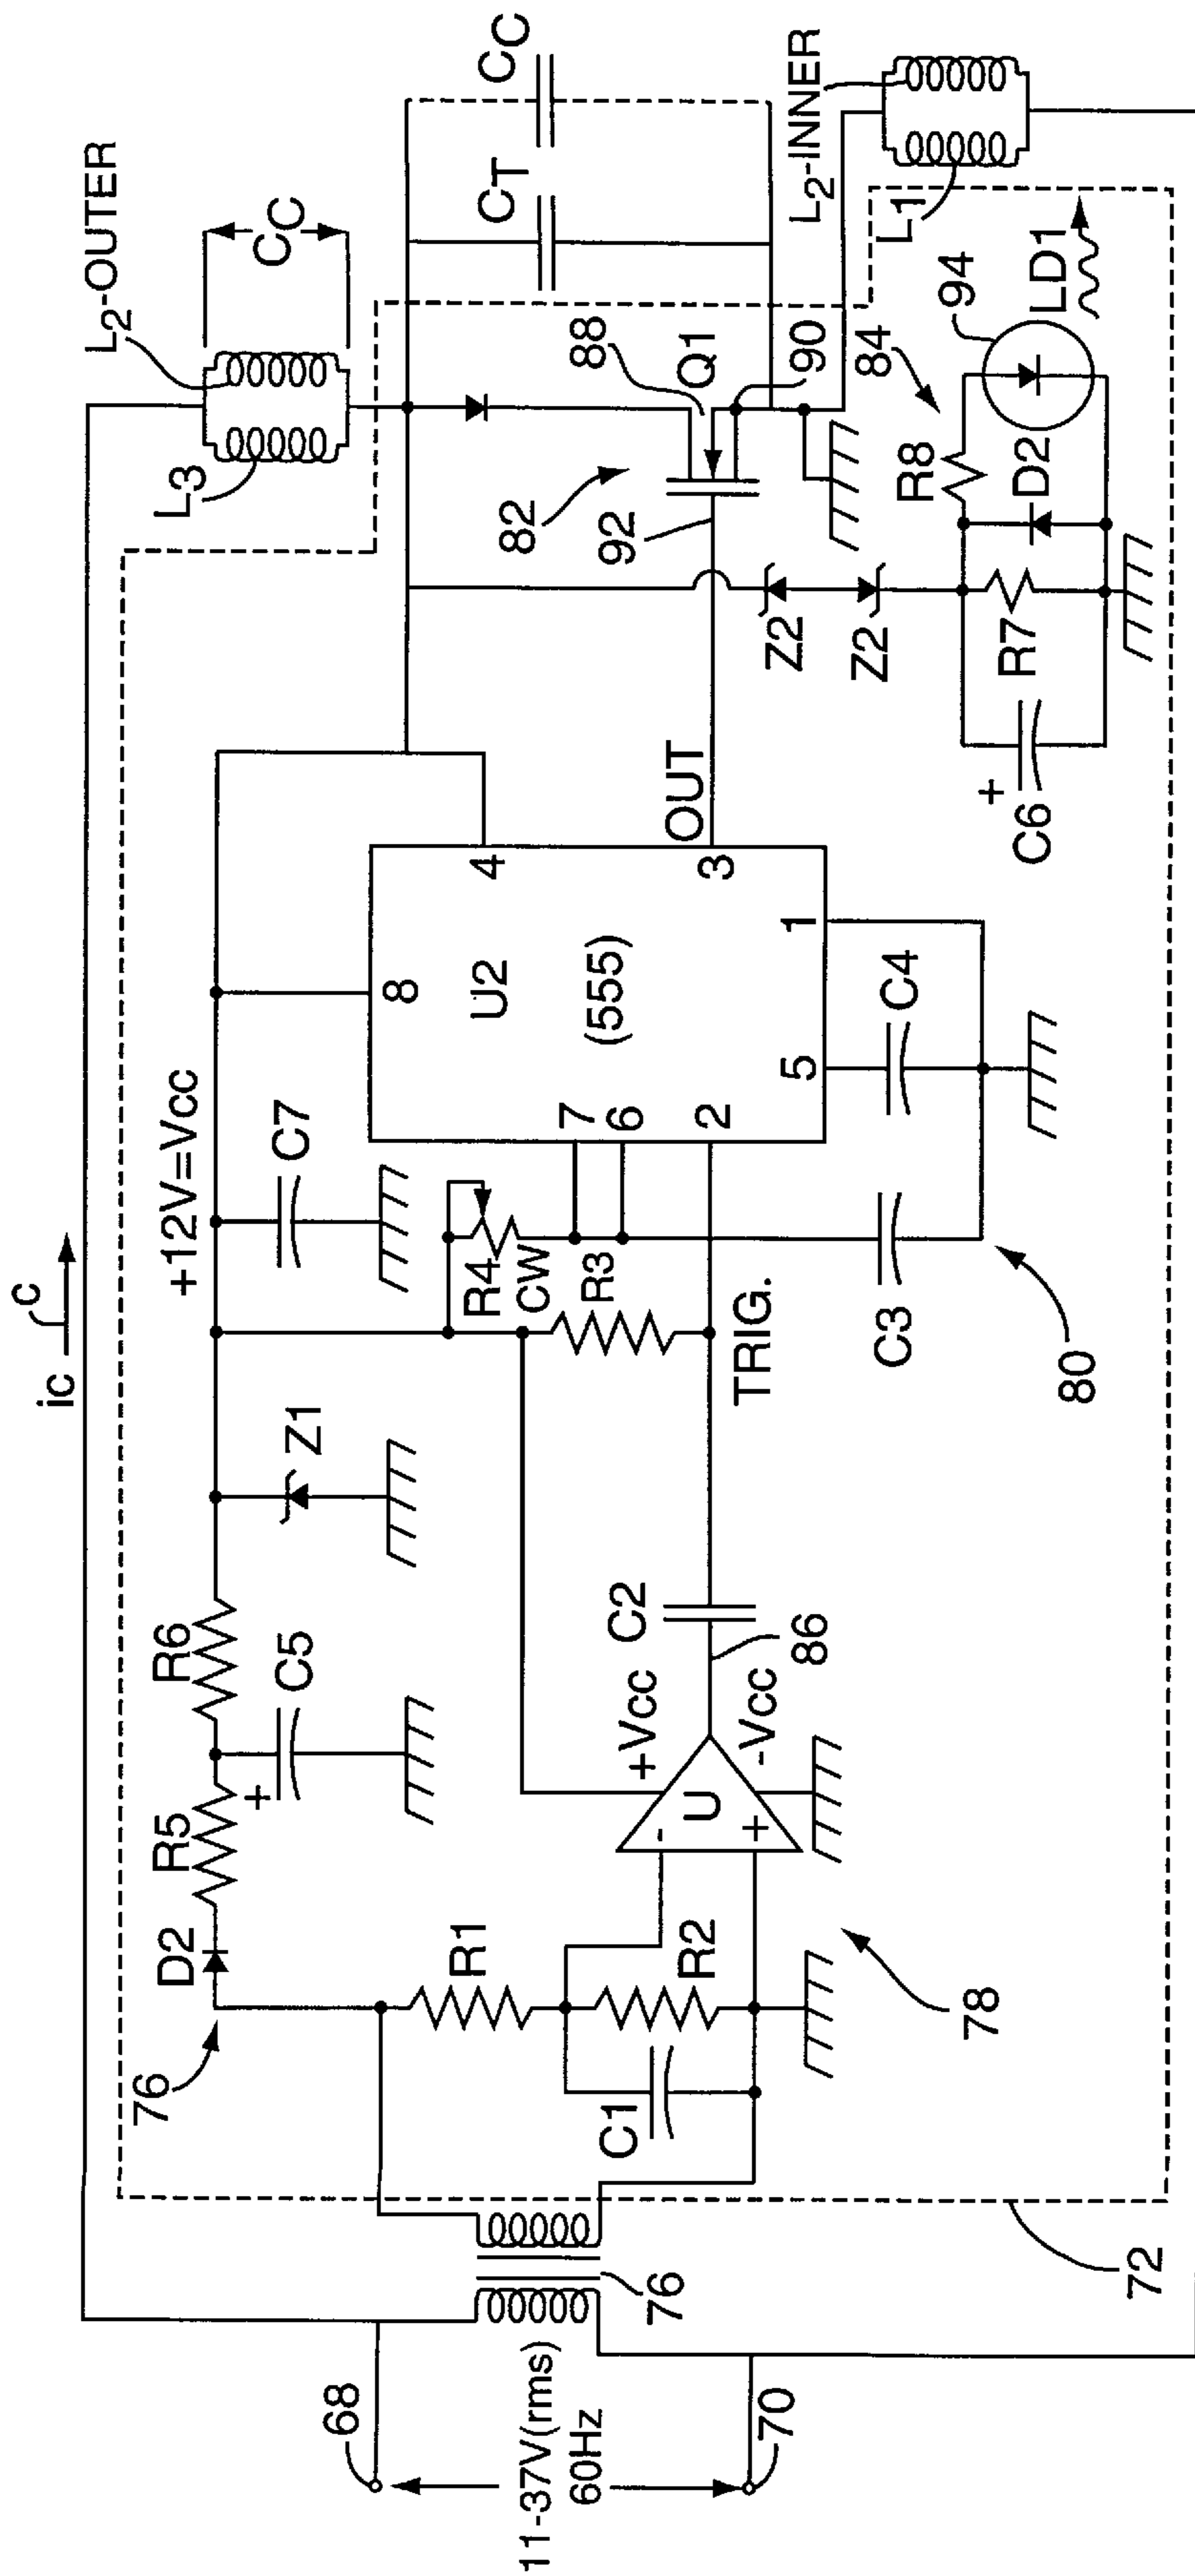 ic
C
L2-OUTER
L3
CC
CT
CC
L2-INNER
L1
+12V=Vcc
D2
R5
R6
C5
+
Z1
C7
76
R1
R2
C1
78
-
+
U
+Vcc
-Vcc
C2
86
TRIG.
R4
CW
R3
C3
80
8
U2
(555)
7
6
2
5
1
4
3
C4
OUT
82
92
88
Q1
90
Z2
Z2
84
94
LD1
R8
D2
R7
C6
+
68
11-37V(rms)
60Hz
70
76
72